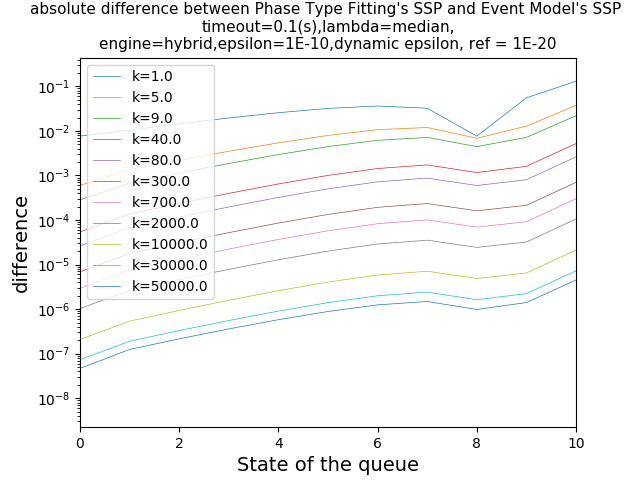 absolute difference between Phase Type Fitting's SSP and Event Model's SSP
timeout=0.1(s),lambda=median,
engine=hybrid,epsilon=1E-10,dynamic epsilon, ref = 1E-20
k=1.0
k=5.0
k=9.0
k=40.0
k=80.0
k=300.0
k=700.0
k=2000.0
k=10000.0
k=30000.0
k=50000.0
10⁻¹
10⁻²
10⁻³
10⁻⁴
10⁻⁵
10⁻⁶
10⁻⁷
10⁻⁸
difference
0 2 4 6 8 10
State of the queue